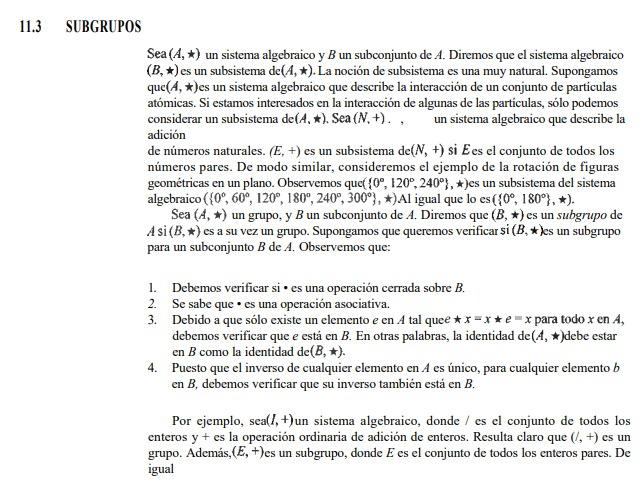 11.3 SUBGRUPOS
Sea (A, ★) un sistema algebraico y B un subconjunto de A. Diremos que el sistema algebraico
(B, ★) es un subsistema de(A, ★). La noción de subsistema es una muy natural. Supongamos
que(A, ★)es un sistema algebraico que describe la interacción de un conjunto de partículas
atómicas. Si estamos interesados en la interacción de algunas de las partículas, sólo podemos
considerar un subsistema de(A, ★). Sea (N, +) . , un sistema algebraico que describe la
adición
de números naturales. (E, +) es un subsistema de(N, +) si E es el conjunto de todos los
números pares. De modo similar, consideremos el ejemplo de la rotación de figuras
geométricas en un plano. Observemos que({0°, 120°, 240°}, ★)es un subsistema del sistema
algebraico ({0°, 60°, 120°, 180°, 240°, 300°}, ★)Al igual que lo es ({0°, 180°}, ★).
Sea (A, ★) un grupo, y B un subconjunto de A. Diremos que (B, ★) es un subgrupo de
A si (B, ★) es a su vez un grupo. Supongamos que queremos verificar si (B, ★)es un subgrupo
para un subconjunto B de A. Observemos que:
1. Debemos verificar si • es una operación cerrada sobre B.
2. Se sabe que • es una operación asociativa.
3. Debido a que sólo existe un elemento e en A tal quee ★ x = x ★ e = x para todo x en A,
debemos verificar que e está en B. En otras palabras, la identidad de(A, ★)debe estar
en B como la identidad de(B, ★).
4. Puesto que el inverso de cualquier elemento en A es único, para cualquier elemento b
en B, debemos verificar que su inverso también está en B.
Por ejemplo, sea(I, +)un sistema algebraico, donde / es el conjunto de todos los
enteros y + es la operación ordinaria de adición de enteros. Resulta claro que (/, +) es un
grupo. Además,(E, +)es un subgrupo, donde E es el conjunto de todos los enteros pares. De
igual